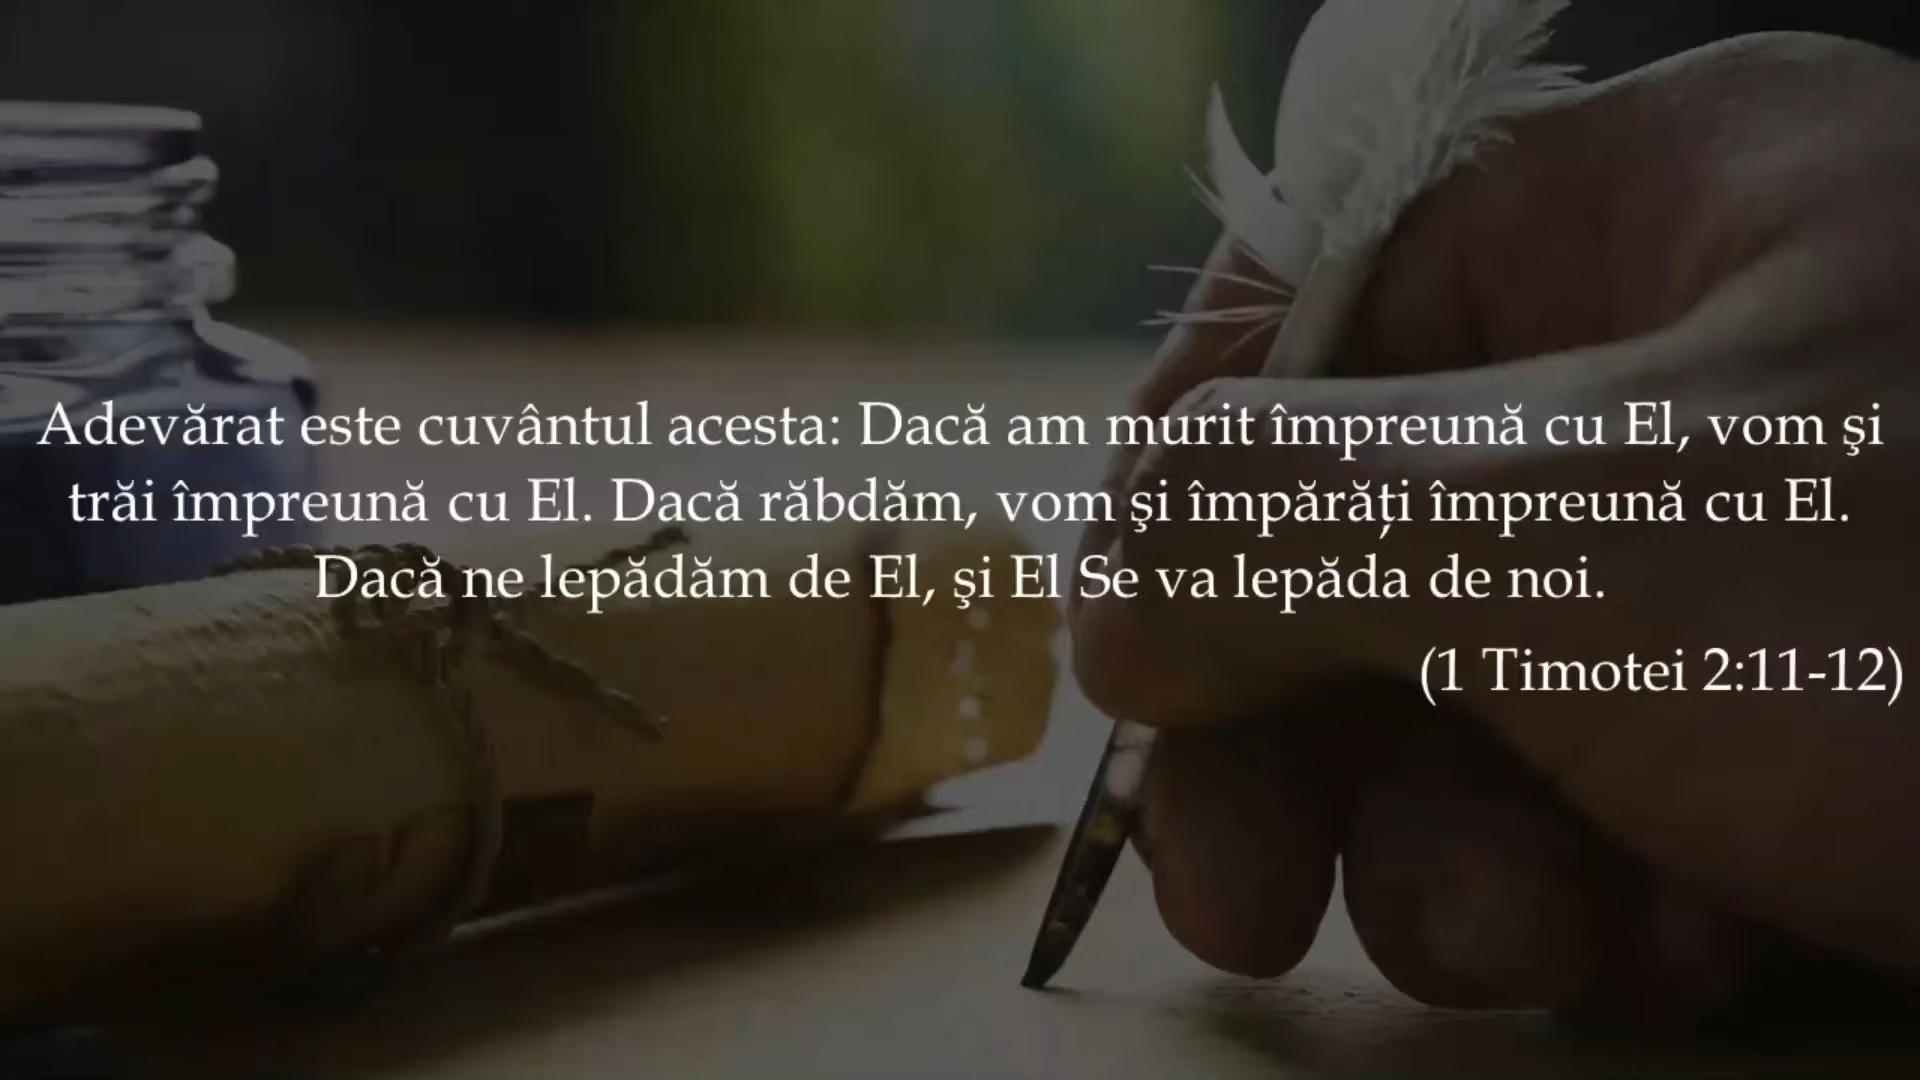 Adevărat este cuvântul acesta: Dacă am murit împreună cu El, vom şi
trăi împreună cu El. Dacă răbdăm, vom şi împărăți împreună cu El.
Dacă ne lepădăm de El, şi El Se va lepăda de noi.
(1 Timotei 2:11-12)